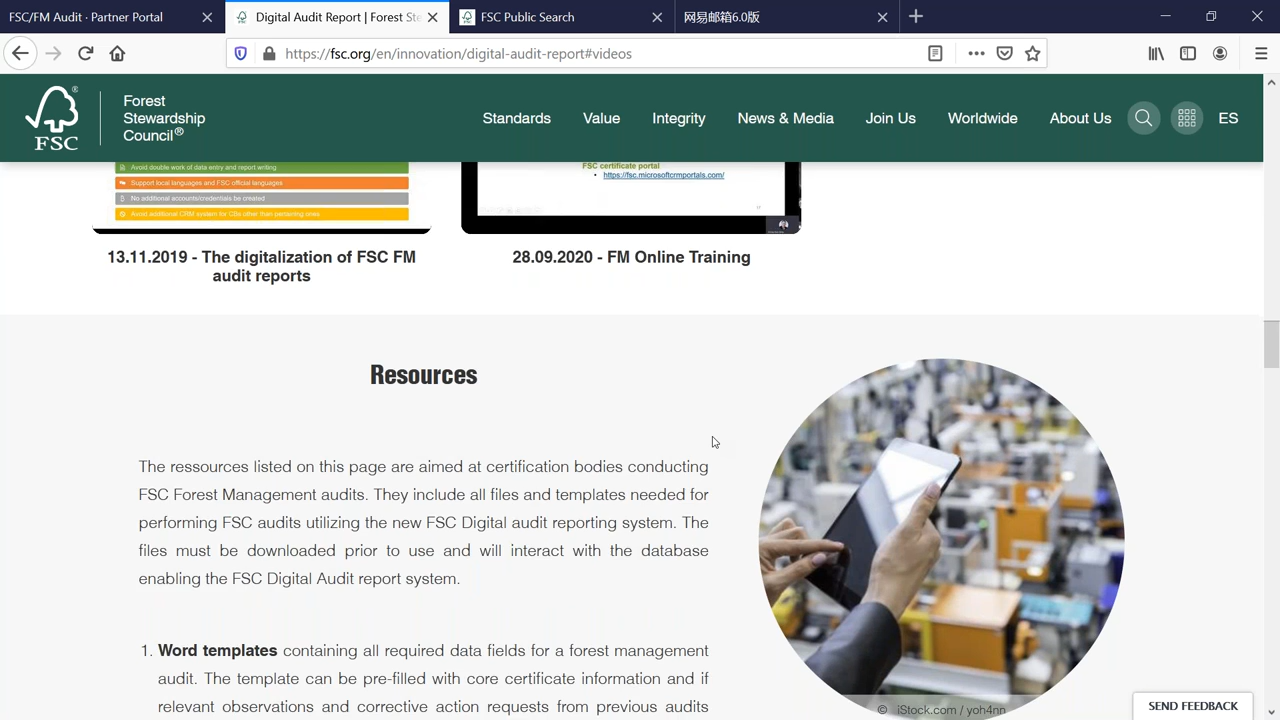 FSC/FM Audit · Partner Portal
Digital Audit Report | Forest Ste
FSC Public Search
网易邮箱6.0版
https://fsc.org/en/innovation/digital-audit-report#videos
FSC
Forest
Stewardship
Council®
Standards
Value
Integrity
News & Media
Join Us
Worldwide
About Us
ES
Avoid double work of data entry and report writing
Support local languages and FSC official languages
No additional accounts/credentials be created
Avoid additional CRM system for CBs other than pertaining ones
FSC certificate portal
• https://fsc.microsoftcrmportals.com/
13.11.2019 - The digitalization of FSC FM
audit reports
28.09.2020 - FM Online Training
Resources
The ressources listed on this page are aimed at certification bodies conducting
FSC Forest Management audits. They include all files and templates needed for
performing FSC audits utilizing the new FSC Digital audit reporting system. The
files must be downloaded prior to use and will interact with the database
enabling the FSC Digital Audit report system.
1. Word templates containing all required data fields for a forest management
audit. The template can be pre-filled with core certificate information and if
relevant observations and corrective action requests from previous audits
© iStock.com / yoh4nn
SEND FEEDBACK